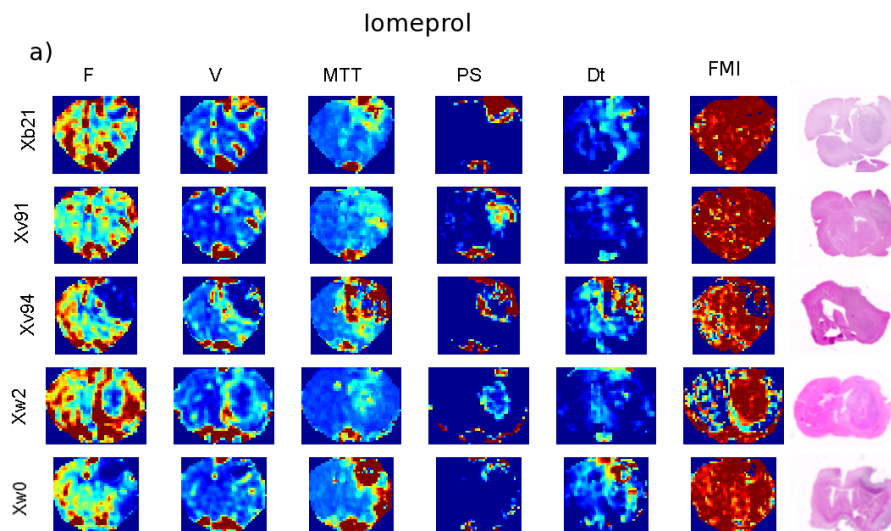 Iomeprol
a)
F V MTT PS Dt FMI
Xb21
Xv91
Xv94
Xw2
Xw0